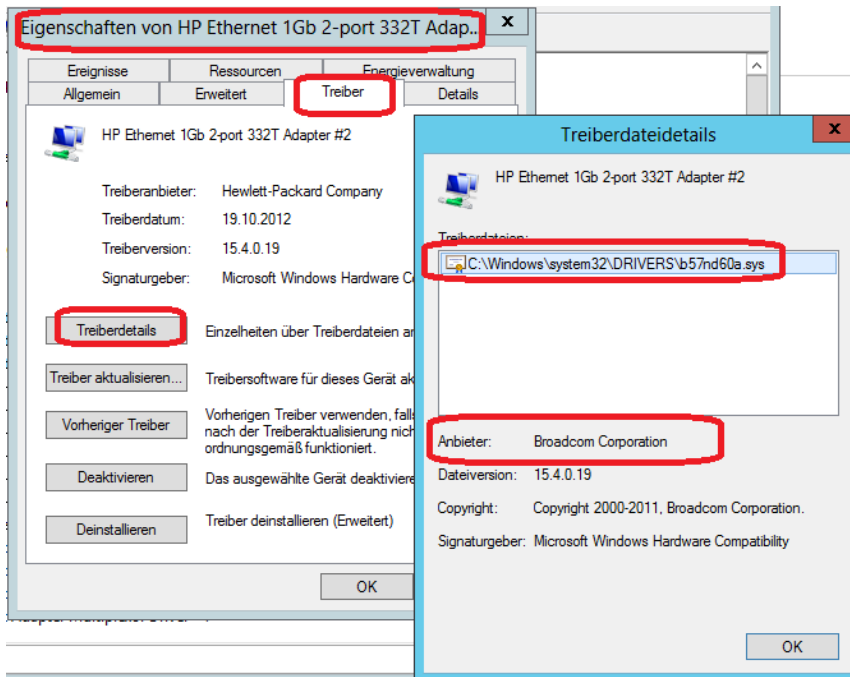 Eigenschaften von HP Ethernet 1Gb 2-port 332T Adap...
x
Ereignisse
Ressourcen
Energieverwaltung
Allgemein
Erweitert
Treiber
Details
HP Ethernet 1Gb 2-port 332T Adapter #2
Treiberanbieter: Hewlett-Packard Company
Treiberdatum: 19.10.2012
Treiberversion: 15.4.0.19
Signaturgeber: Microsoft Windows Hardware
Treiberdetails
Einzelheiten über Treiberdateien
Treiber aktualisieren...
Treibersoftware für dieses Gerät
Vorheriger Treiber
Vorherigen Treiber verwenden,
nach der Treiberaktualisierung
ordnungsgemäß funktioniert.
Deaktivieren
Das ausgewählte Gerät
Deinstallieren
Treiber deinstallieren (Erweitert)
OK
Treiberdateidetails
x
HP Ethernet 1Gb 2-port 332T Adapter #2
Treiberdateien:
C:\Windows\system32\DRIVERS\b57nd60a.sys
Anbieter: Broadcom Corporation
Dateiversion: 15.4.0.19
Copyright: Copyright 2000-2011, Broadcom Corporation.
Signaturgeber: Microsoft Windows Hardware Compatibility
OK